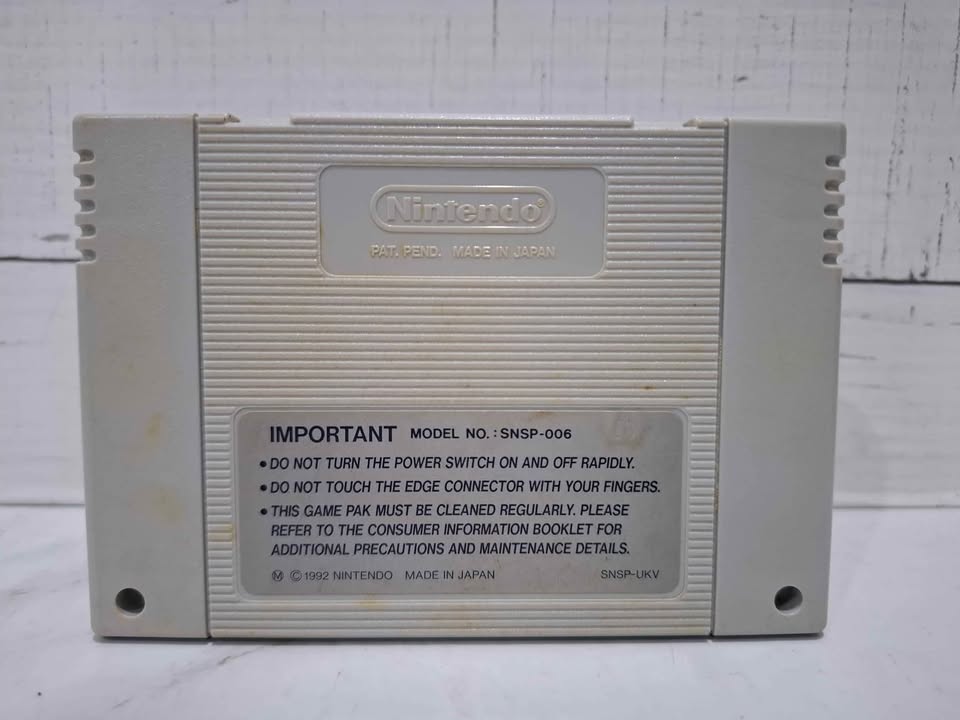 Nintendo®
PAT. PEND. MADE IN JAPAN
IMPORTANT MODEL NO. : SNSP-006
• DO NOT TURN THE POWER SWITCH ON AND OFF RAPIDLY.
• DO NOT TOUCH THE EDGE CONNECTOR WITH YOUR FINGERS.
• THIS GAME PAK MUST BE CLEANED REGULARLY. PLEASE
REFER TO THE CONSUMER INFORMATION BOOKLET FOR
ADDITIONAL PRECAUTIONS AND MAINTENANCE DETAILS.
Ⓜ © 1992 NINTENDO MADE IN JAPAN SNSP-UKV